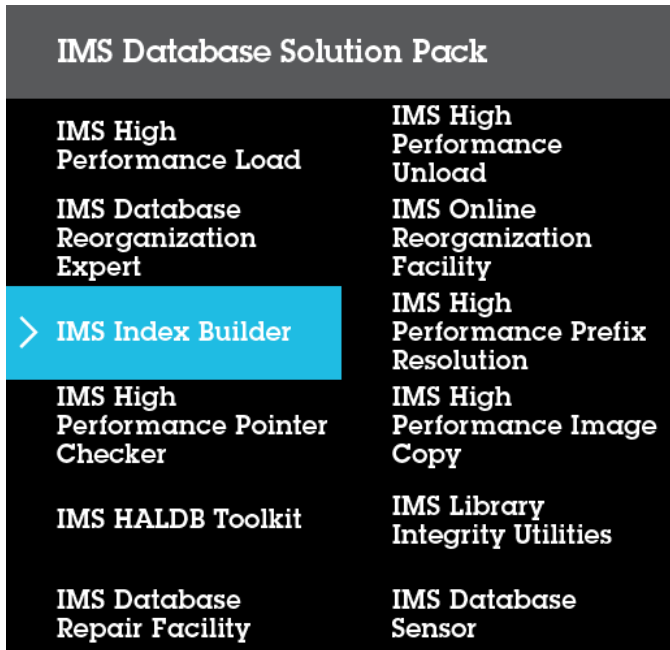 IMS Database Solution Pack
IMS High
Performance Load
IMS High
Performance
Unload
IMS Database
Reorganization
Expert
IMS Online
Reorganization
Facility
IMS Index Builder
IMS High
Performance Prefix
Resolution
IMS High
Performance Pointer
Checker
IMS High
Performance Image
Copy
IMS HALDB Toolkit
IMS Library
Integrity Utilities
IMS Database
Repair Facility
IMS Database
Sensor